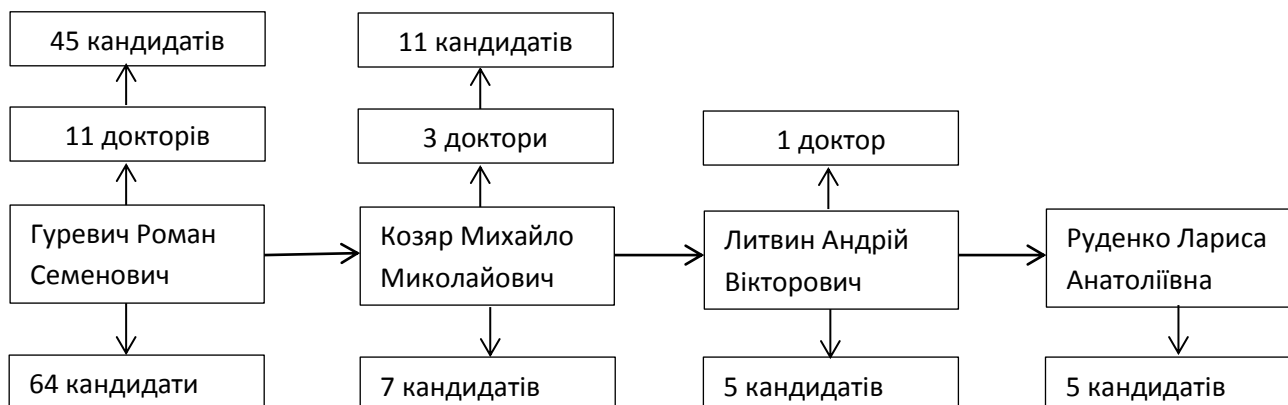 45 кандидатів
11 кандидатів
11 докторів
3 доктори
1 доктор
Гуревич Роман
Семенович
Козяр Михайло
Миколайович
Литвин Андрій
Вікторович
Руденко Лариса
Анатоліївна
64 кандидати
7 кандидатів
5 кандидатів
5 кандидатів